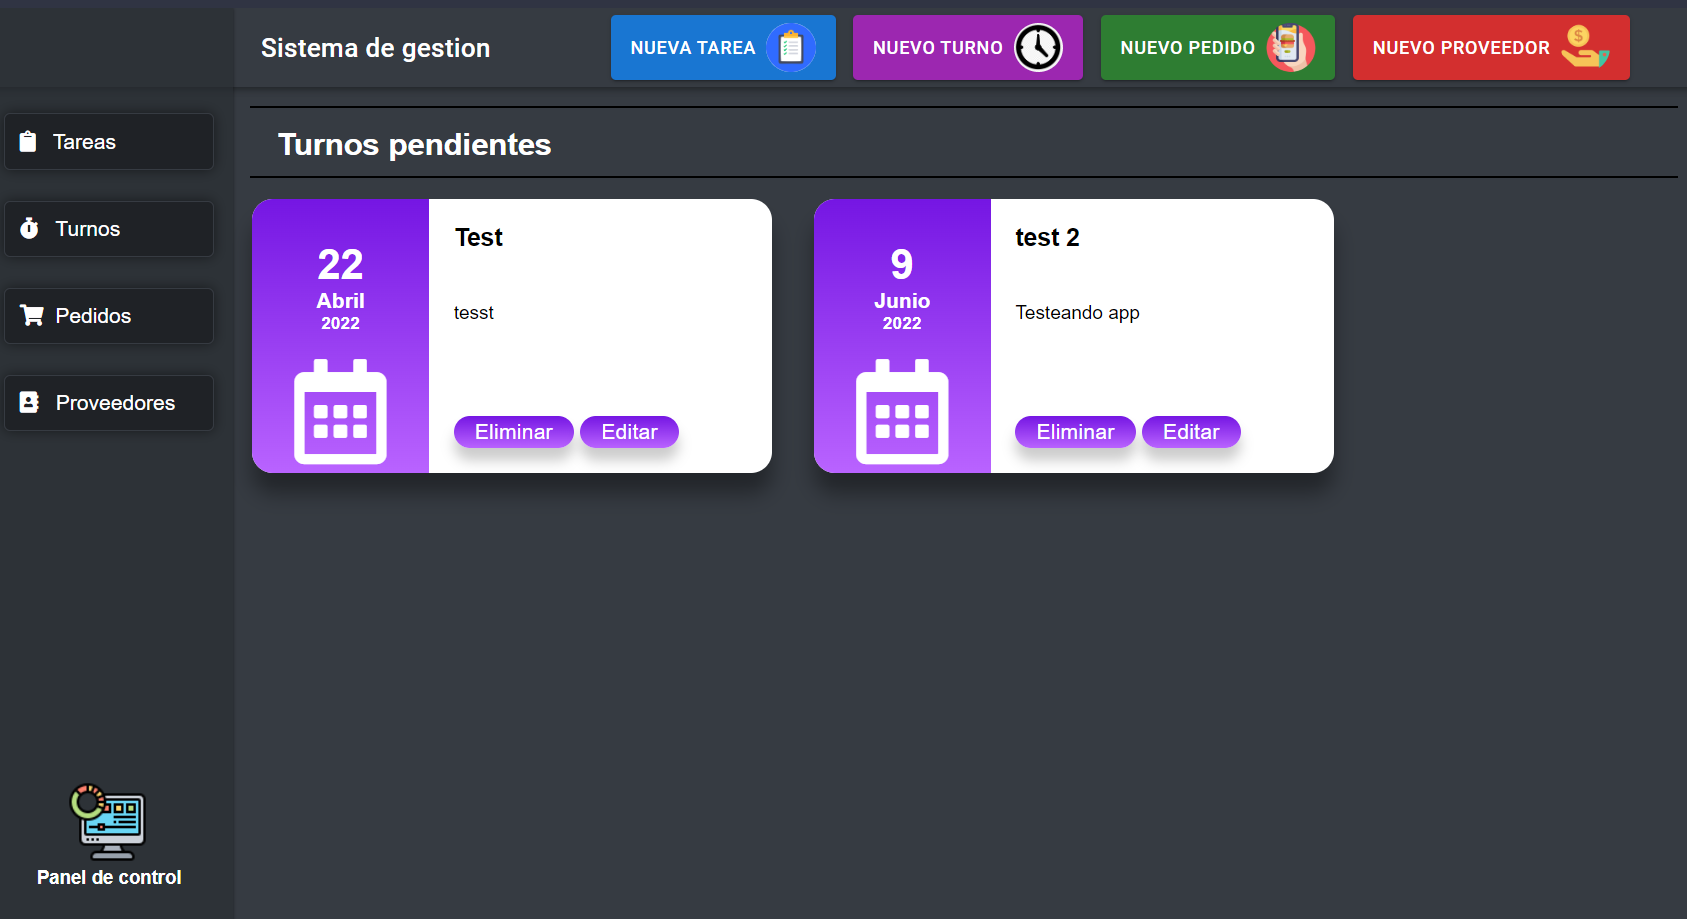 Sistema de gestion
NUEVA TAREA
NUEVO TURNO
NUEVO PEDIDO
NUEVO PROVEEDOR
$
Tareas
Turnos
Pedidos
Proveedores
Panel de control
Turnos pendientes
22
Abril
2022
Test
tesst
Eliminar
Editar
9
Junio
2022
test 2
Testeando app
Eliminar
Editar